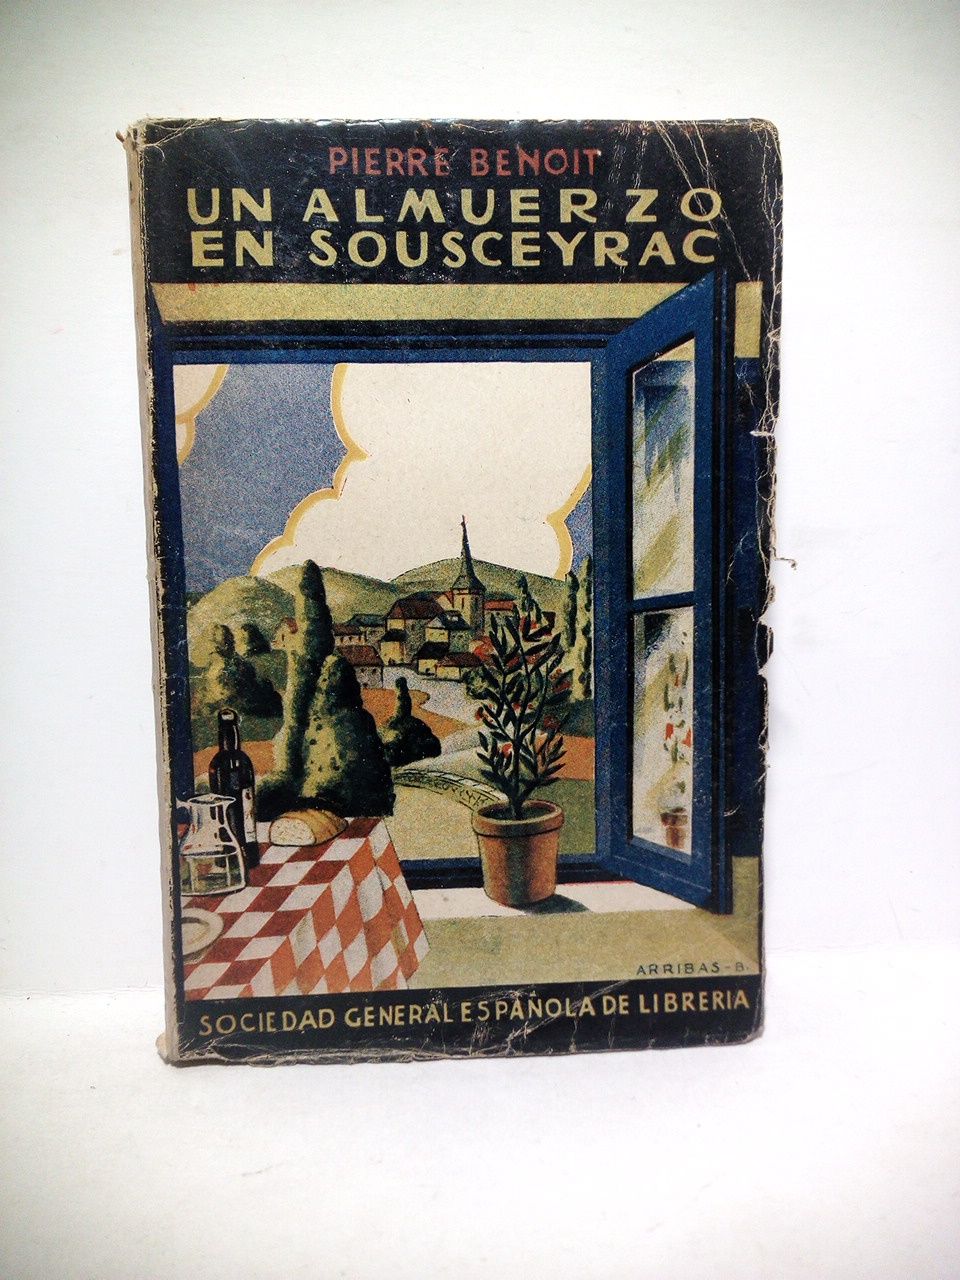 PIERRE BENOIT
UN ALMUERZO
EN SOUSCEYRAC
ARRIBAS-B.
SOCIEDAD GENERAL ESPAÑOLA DE LIBRERIA